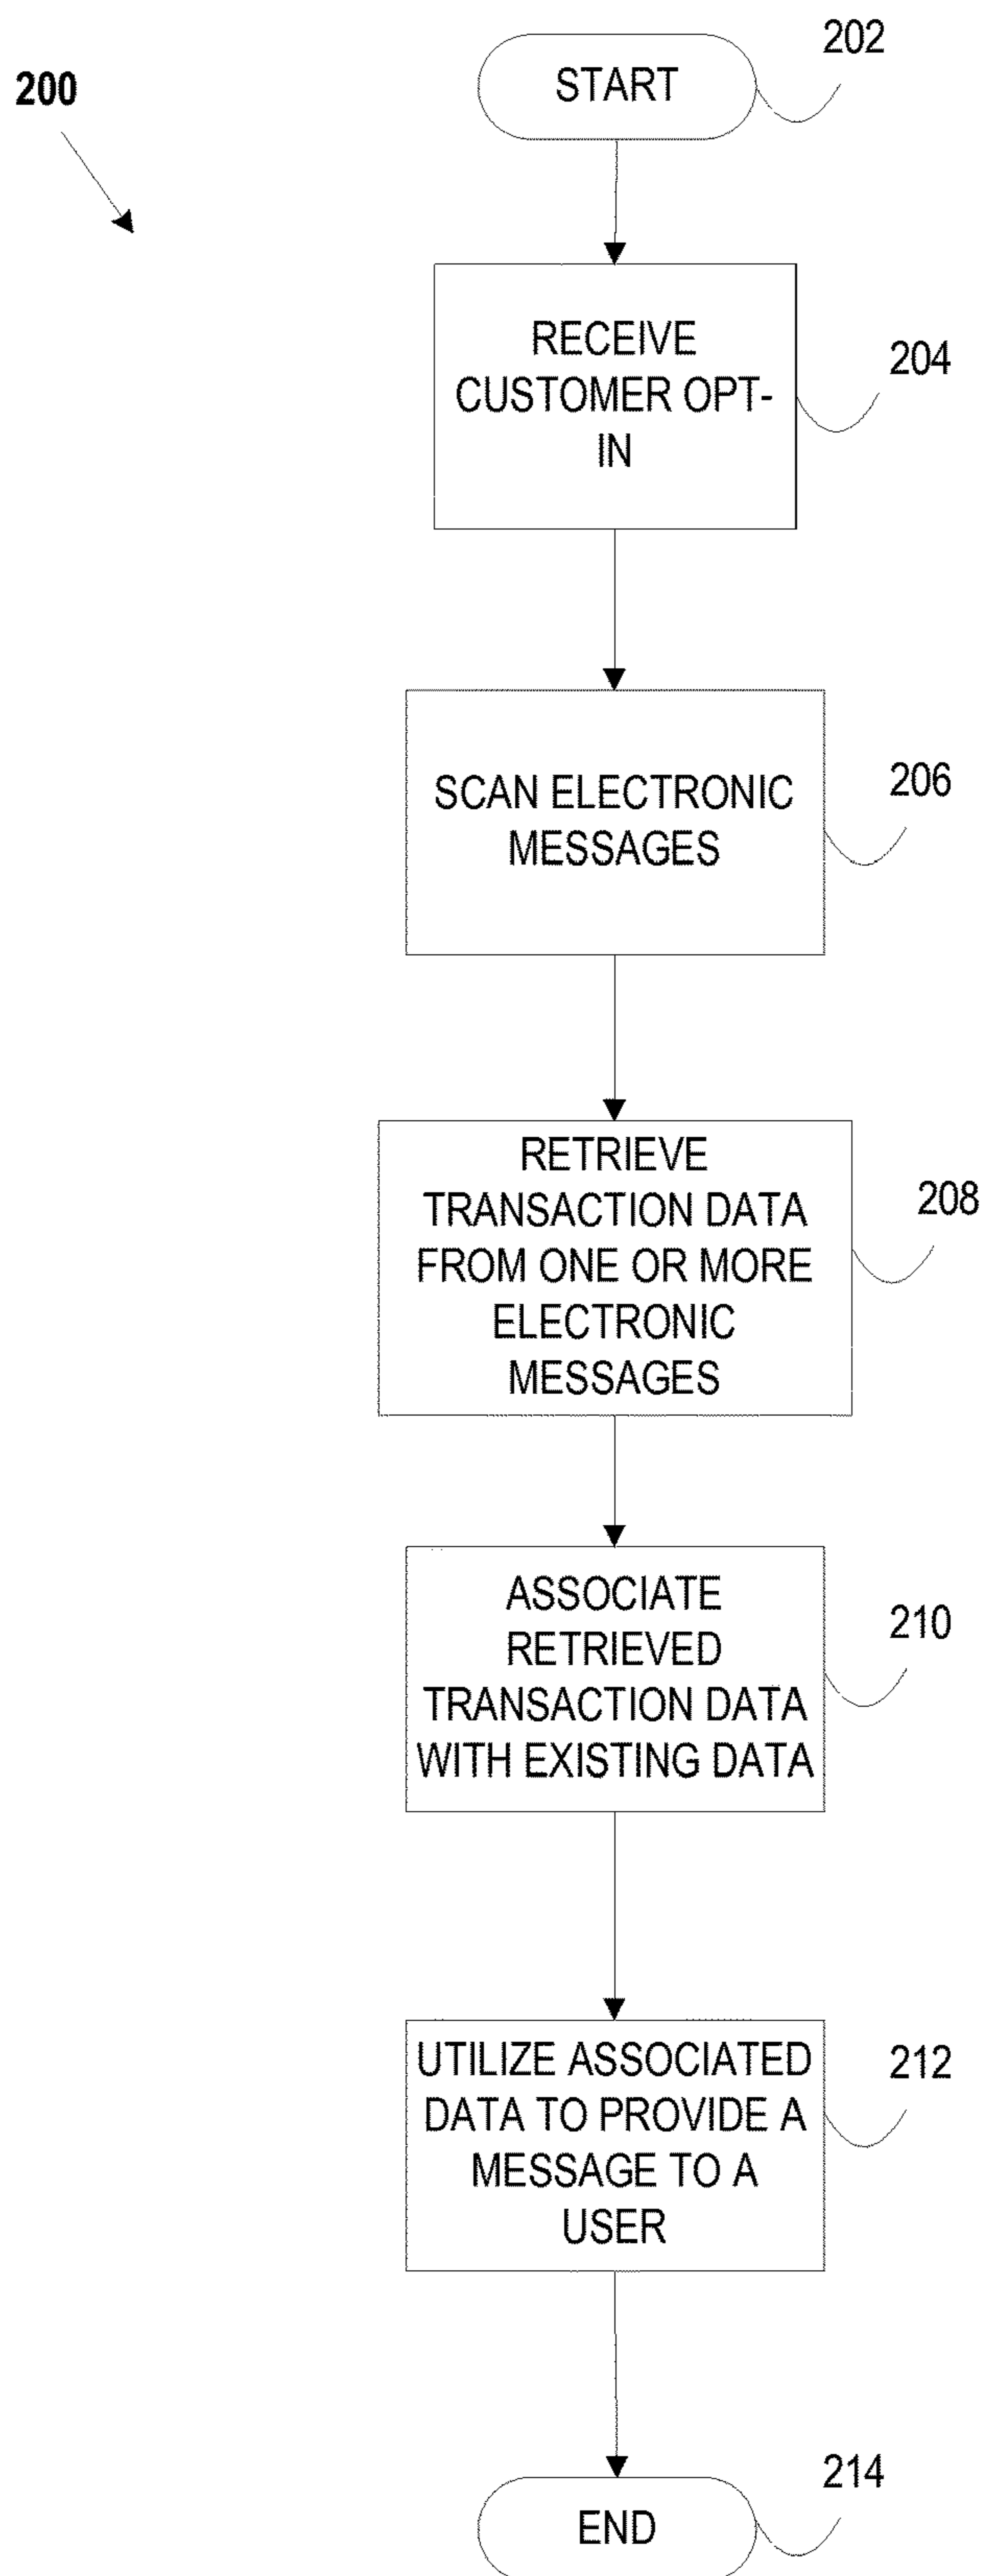 202
START
200
RECEIVE
CUSTOMER OPT-
IN
204
SCAN ELECTRONIC
MESSAGES
206
RETRIEVE
TRANSACTION DATA
FROM ONE OR MORE
ELECTRONIC
MESSAGES
208
ASSOCIATE
RETRIEVED
TRANSACTION DATA
WITH EXISTING DATA
210
UTILIZE ASSOCIATED
DATA TO PROVIDE A
MESSAGE TO A
USER
212
214
END